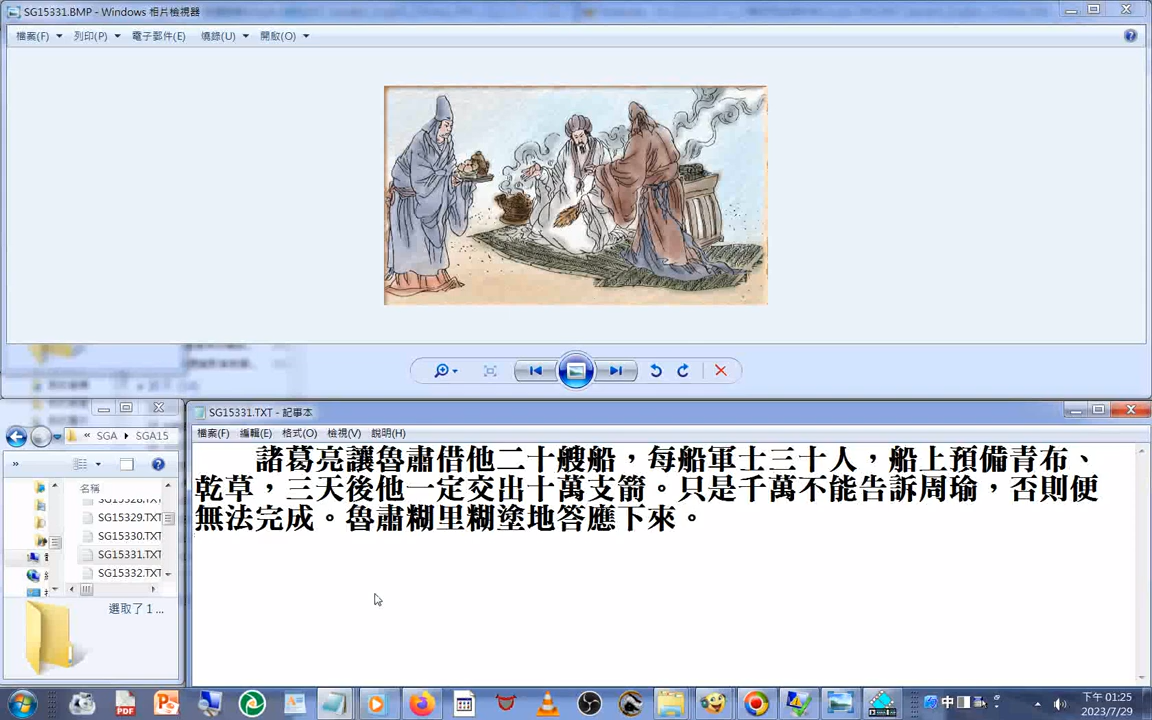 SG15331.BMP - Windows 相片檢視器
檔案(F) 列印(P) 電子郵件(E) 燒錄(U) 開啟(O)
SG15331.TXT - 記事本
檔案(F) 編輯(E) 格式(O) 檢視(V) 說明(H)
諸葛亮讓魯肅借他二十艘船，每船軍士三十人，船上預備青布、
乾草，三天後他一定交出十萬支箭。只是千萬不能告訴周瑜，否則便
無法完成。魯肅糊里糊塗地答應下來。
« SGA SGA15
»
名稱
SG15328.TXT
SG15329.TXT
SG15330.TXT
SG15331.TXT
SG15332.TXT
選取了 1 ...
PDF
中
下午 01:25
2023/7/29